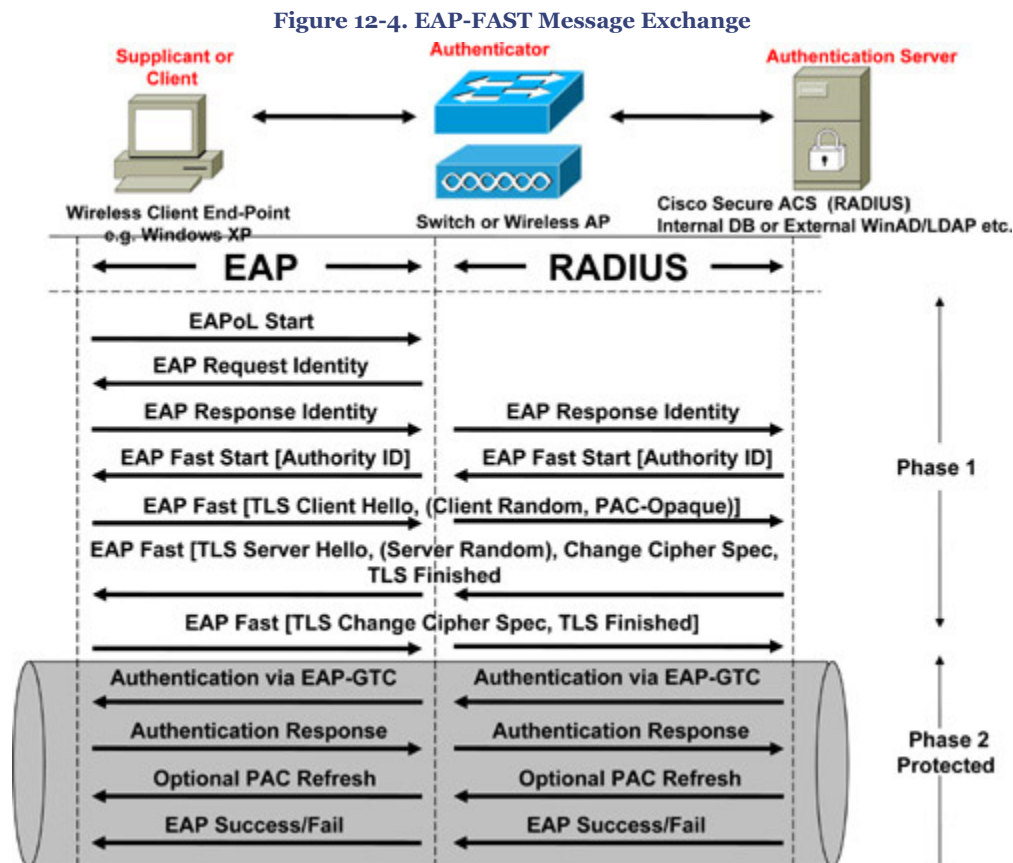 Figure 12-4. EAP-FAST Message Exchange
Supplicant or
Client
Authenticator
Authentication Server
Wireless Client End-Point
e.g. Windows XP
Switch or Wireless AP
Cisco Secure ACS (RADIUS)
Internal DB or External WinAD/LDAP etc.
EAP
RADIUS
EAPoL Start
EAP Request Identity
EAP Response Identity
EAP Response Identity
EAP Fast Start [Authority ID]
EAP Fast Start [Authority ID]
EAP Fast [TLS Client Hello, (Client Random, PAC-Opaque)]
EAP Fast [TLS Server Hello, (Server Random), Change Cipher Spec,
TLS Finished
EAP Fast [TLS Change Cipher Spec, TLS Finished]
Phase 1
Authentication via EAP-GTC
Authentication via EAP-GTC
Authentication Response
Authentication Response
Optional PAC Refresh
Optional PAC Refresh
EAP Success/Fail
EAP Success/Fail
Phase 2
Protected